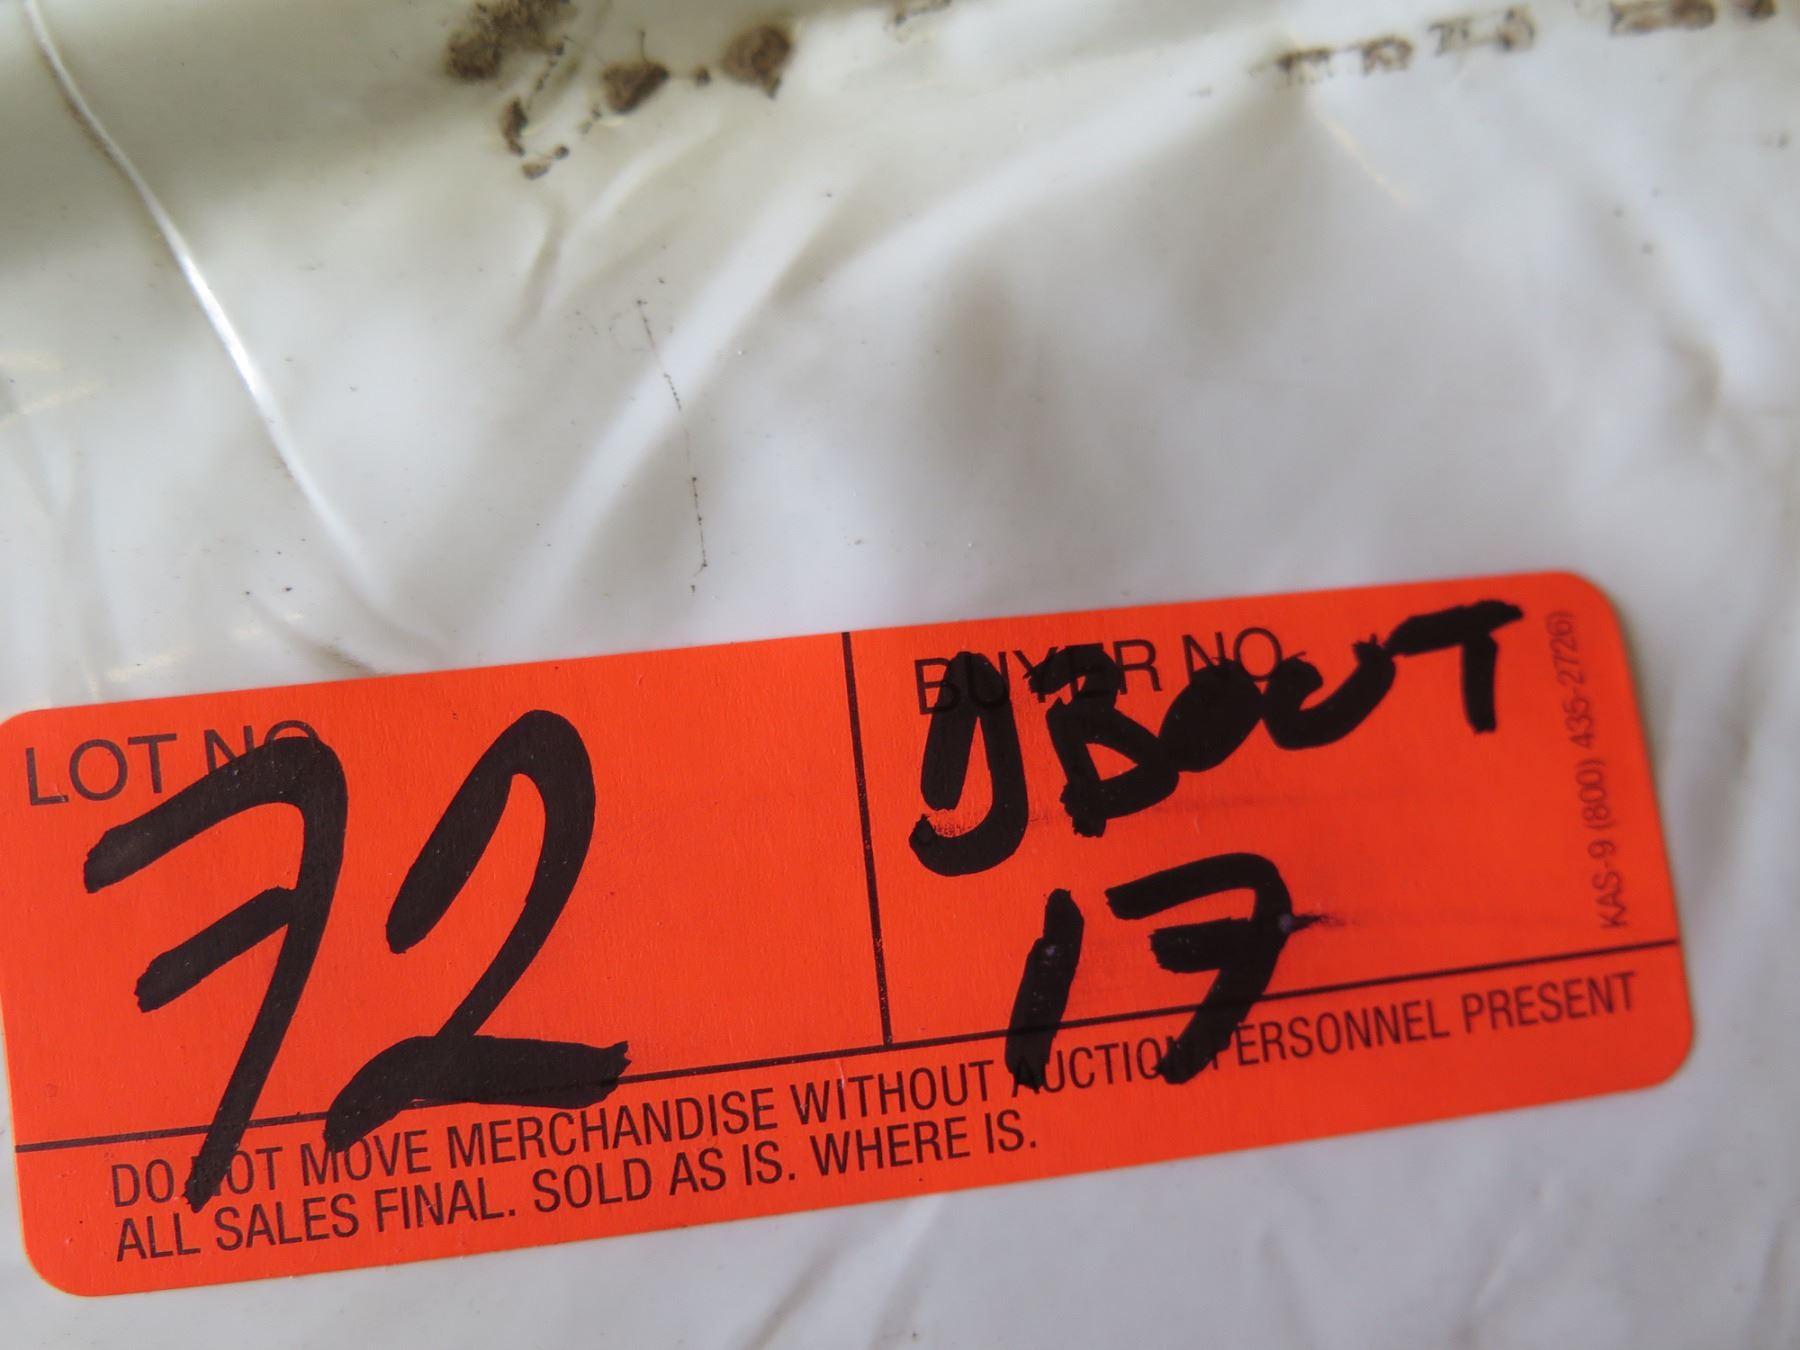 LOT NO.
72
BUYER NO.
ABOUT
17
KAS-9 (800) 435-2726)
DO NOT MOVE MERCHANDISE WITHOUT AUCTION PERSONNEL PRESENT
ALL SALES FINAL. SOLD AS IS. WHERE IS.